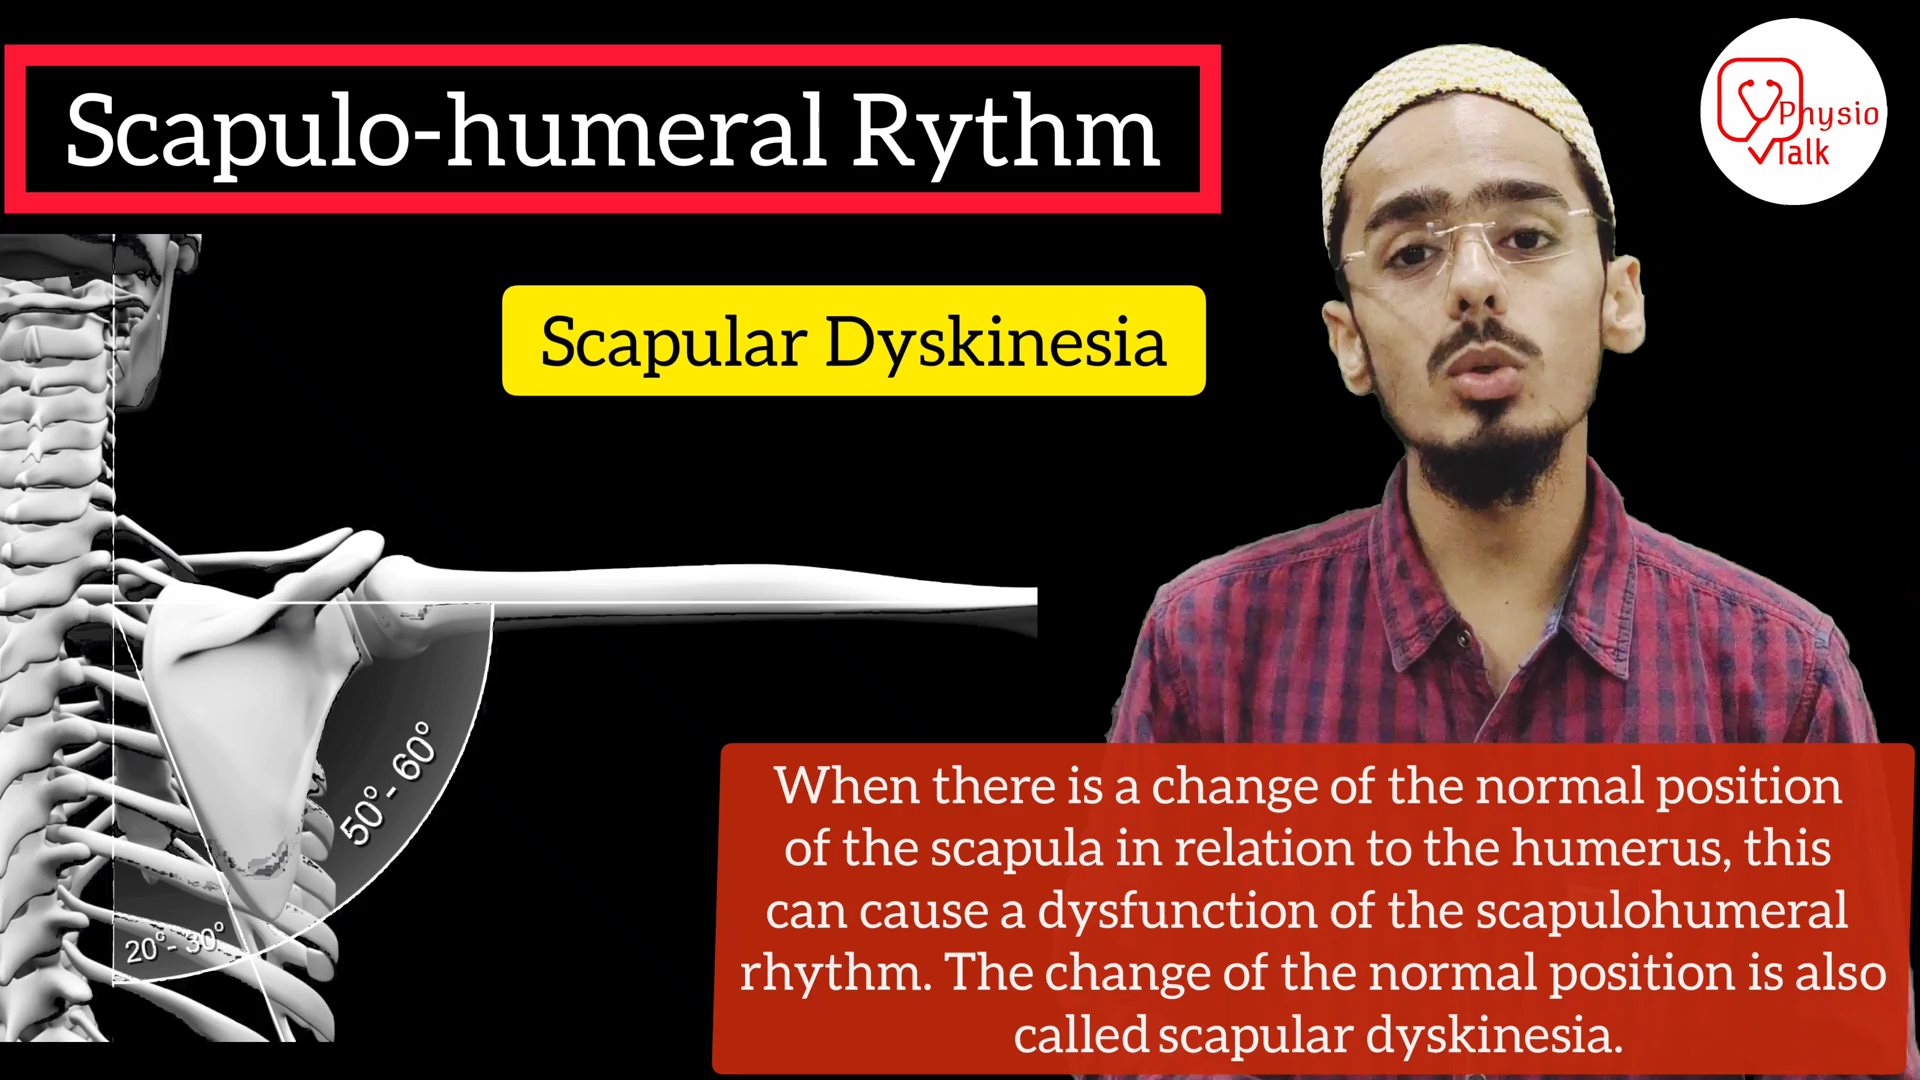 Scapulo-humeral Rythm
Physio
Talk
Scapular Dyskinesia
50°- 60°
20°- 30°
When there is a change of the normal position
of the scapula in relation to the humerus, this
can cause a dysfunction of the scapulohumeral
rhythm. The change of the normal position is also
called scapular dyskinesia.